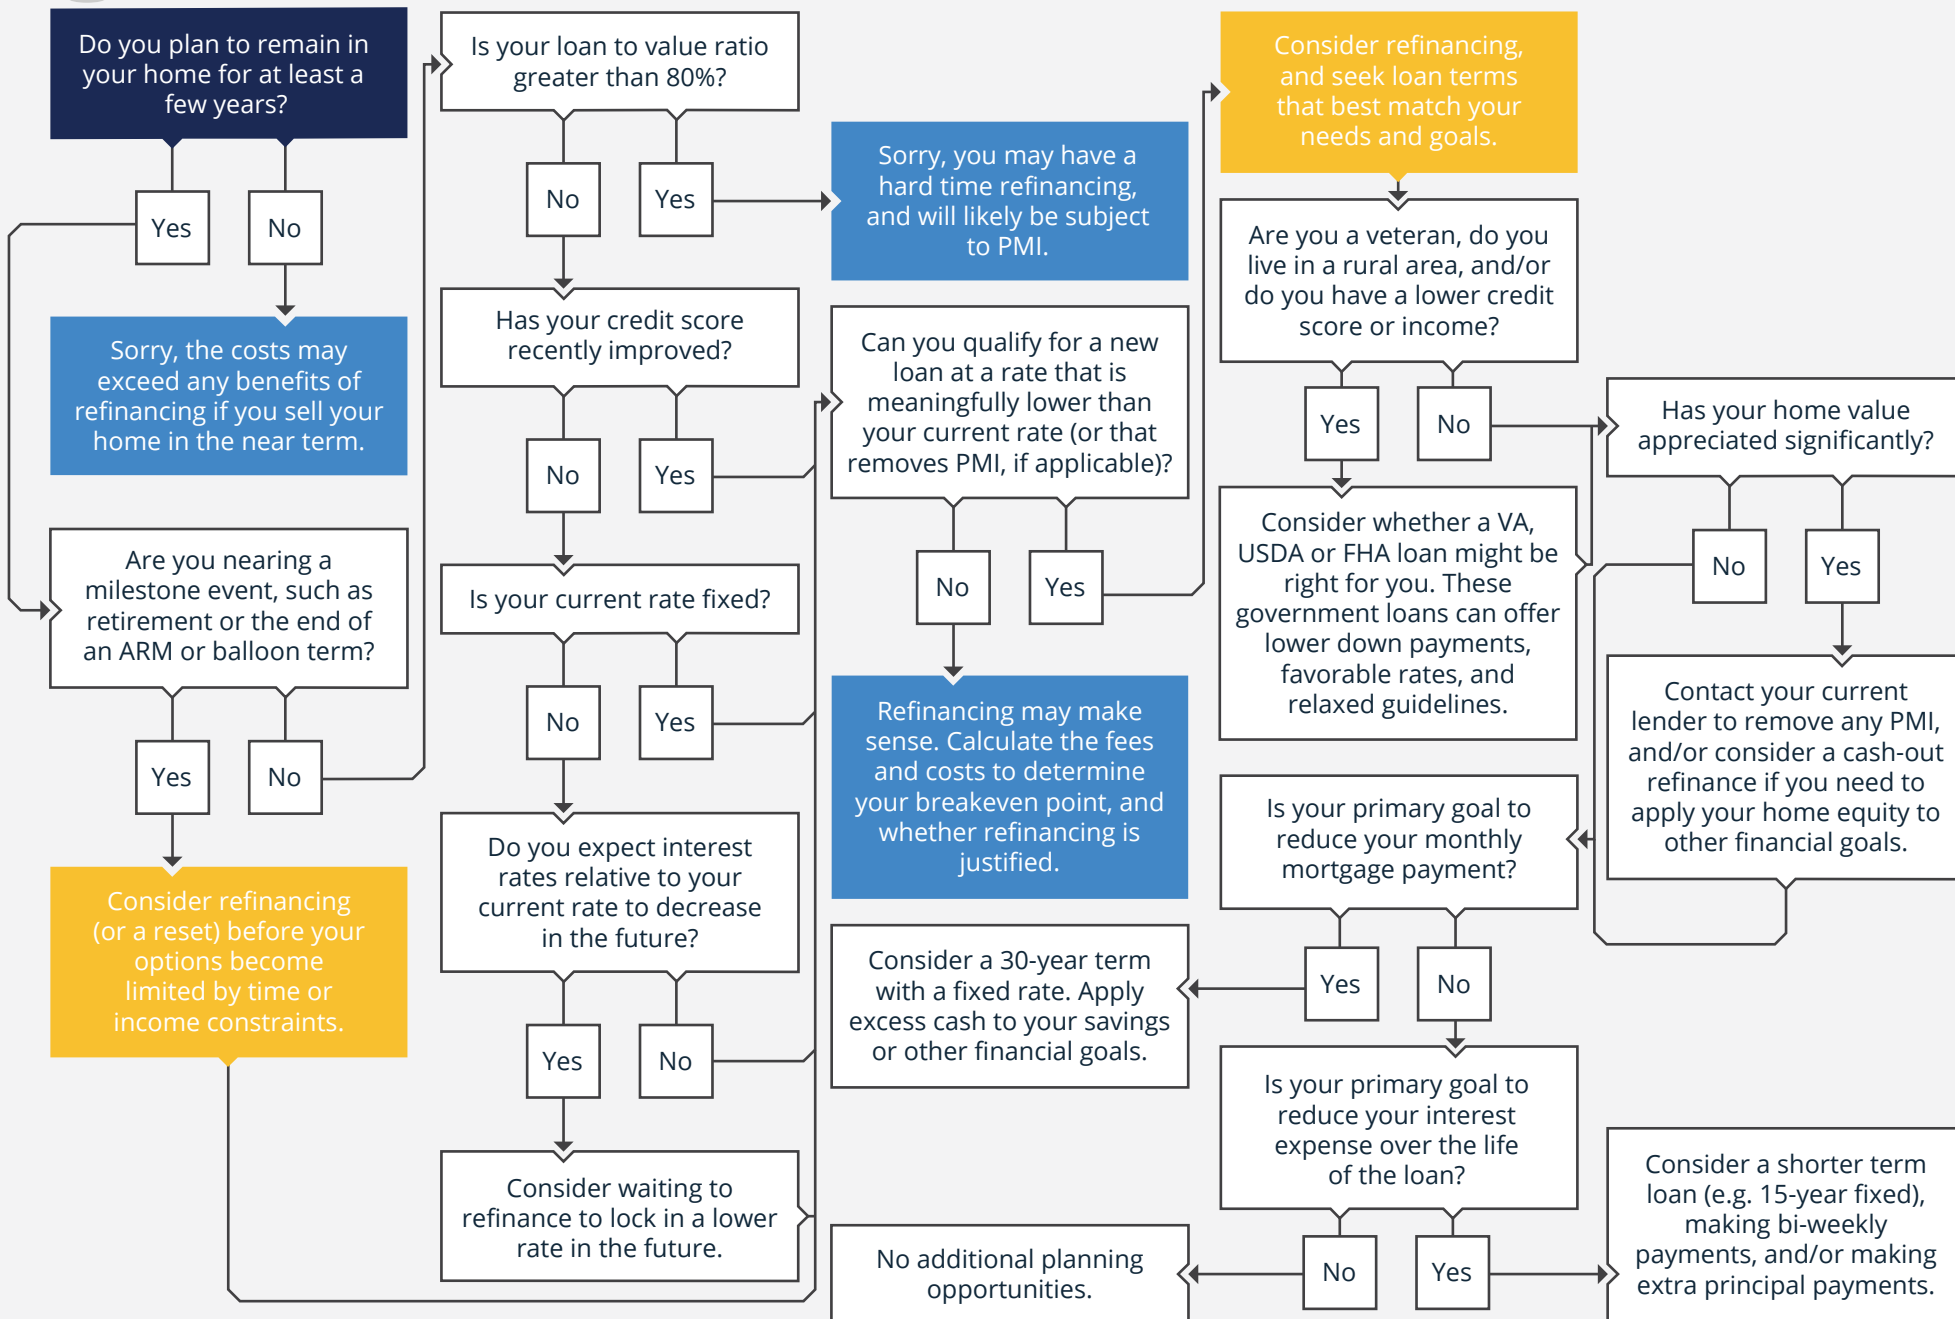 Do you plan to remain in
your home for at least a
few years?
Yes
No
Sorry, the costs may
exceed any benefits of
refinancing if you sell your
home in the near term.
Are you nearing a
milestone event, such as
retirement or the end of
an ARM or balloon term?
Yes
No
Consider refinancing
(or a reset) before your
options become
limited by time or
income constraints.
Is your loan to value ratio
greater than 80%?
No
Yes
Has your credit score
recently improved?
No
Yes
Is your current rate fixed?
No
Yes
Do you expect interest
rates relative to your
current rate to decrease
in the future?
Yes
No
Consider waiting to
refinance to lock in a lower
rate in the future.
Sorry, you may have a
hard time refinancing,
and will likely be subject
to PMI.
Can you qualify for a new
loan at a rate that is
meaningfully lower than
your current rate (or that
removes PMI, if applicable)?
No
Yes
Refinancing may make
sense. Calculate the fees
and costs to determine
your breakeven point, and
whether refinancing is
justified.
Consider refinancing,
and seek loan terms
that best match your
needs and goals.
Are you a veteran, do you
live in a rural area, and/or
do you have a lower credit
score or income?
Yes
No
Consider whether a VA,
USDA or FHA loan might be
right for you. These
government loans can offer
lower down payments,
favorable rates, and
relaxed guidelines.
Has your home value
appreciated significantly?
No
Yes
Contact your current
lender to remove any PMI,
and/or consider a cash-out
refinance if you need to
apply your home equity to
other financial goals.
Is your primary goal to
reduce your monthly
mortgage payment?
Yes
No
Consider a 30-year term
with a fixed rate. Apply
excess cash to your savings
or other financial goals.
Is your primary goal to
reduce your interest
expense over the life
of the loan?
No
Yes
No additional planning
opportunities.
Consider a shorter term
loan (e.g. 15-year fixed),
making bi-weekly
payments, and/or making
extra principal payments.